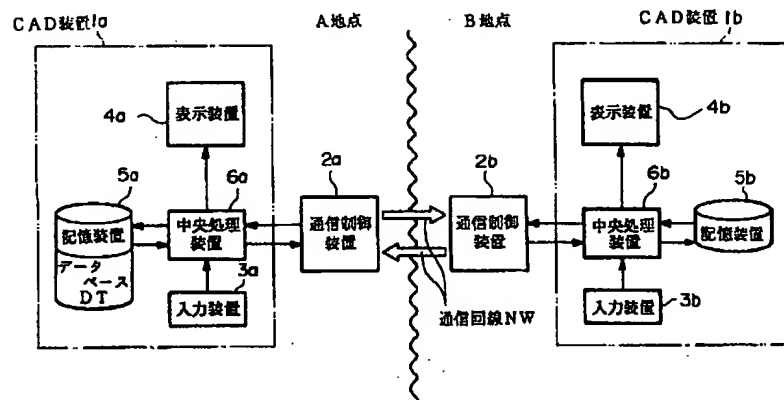 CAD装置1a
A地点
B地点
CAD装置1b
4a
表示装置
5a
記憶装置
データ
ベース
DT
6a
中央処理
装置
3a
入力装置
2a
通信制御
装置
2b
通信制御
装置
通信回線NW
表示装置
4b
6b
中央処理
装置
5b
記憶装置
入力装置
3b